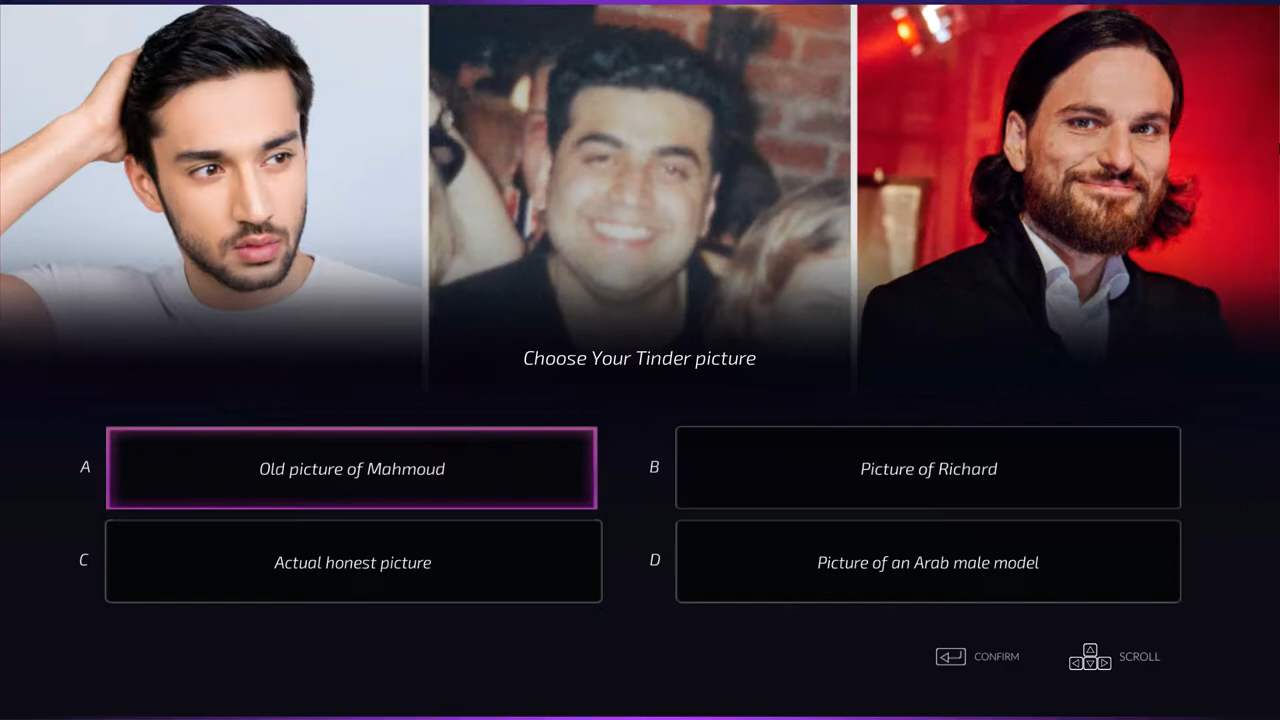 Choose Your Tinder picture
A
Old picture of Mahmoud
B
Picture of Richard
C
Actual honest picture
D
Picture of an Arab male model
CONFIRM
SCROLL